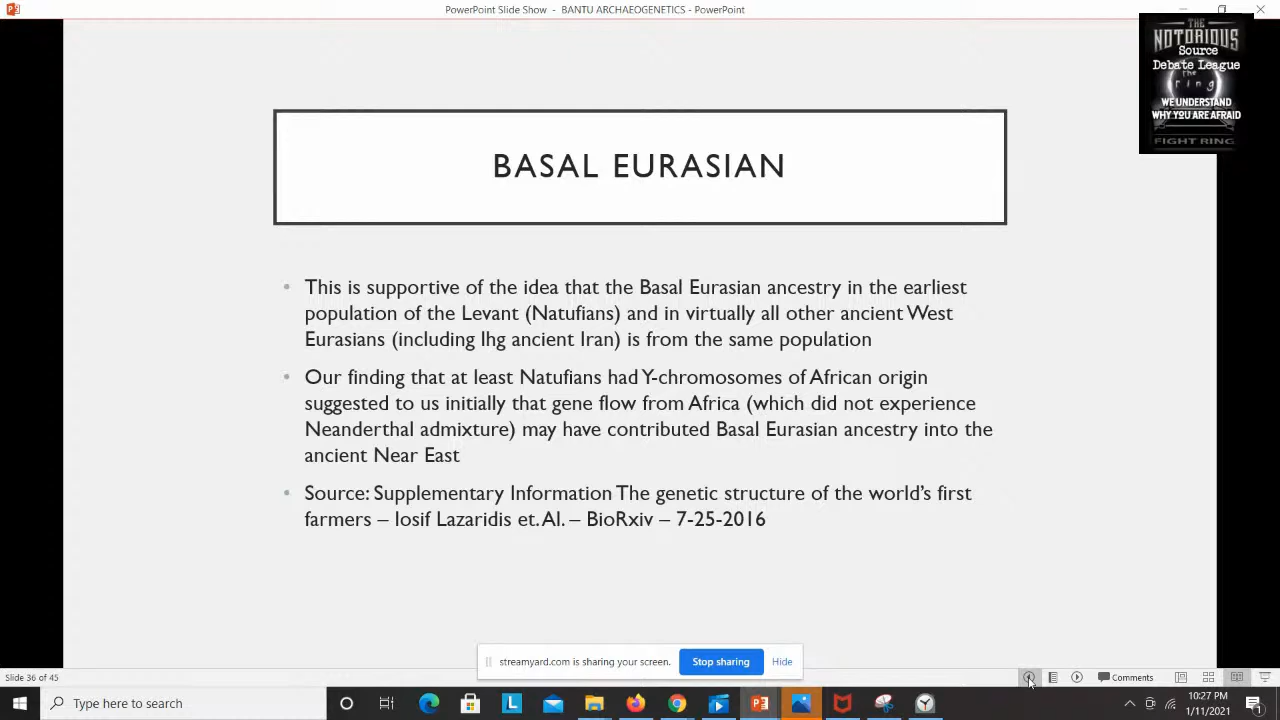 PowerPoint Slide Show - BANTU ARCHAEOGENETICS - PowerPoint
THE
NOTORIOUS
Source
Debate League
The
ring
WE UNDERSTAND
WHY YOU ARE AFRAID
FIGHT RING
BASAL EURASIAN
• This is supportive of the idea that the Basal Eurasian ancestry in the earliest
population of the Levant (Natufians) and in virtually all other ancient West
Eurasians (including lhg ancient Iran) is from the same population
• Our finding that at least Natufians had Y-chromosomes of African origin
suggested to us initially that gene flow from Africa (which did not experience
Neanderthal admixture) may have contributed Basal Eurasian ancestry into the
ancient Near East
• Source: Supplementary Information The genetic structure of the world's first
farmers – Iosif Lazaridis et. Al. – BioRxiv – 7-25-2016
streamyard.com is sharing your screen.
Stop sharing
Hide
Slide 36 of 45
Comments
Type here to search
10:27 PM
1/11/2021
1